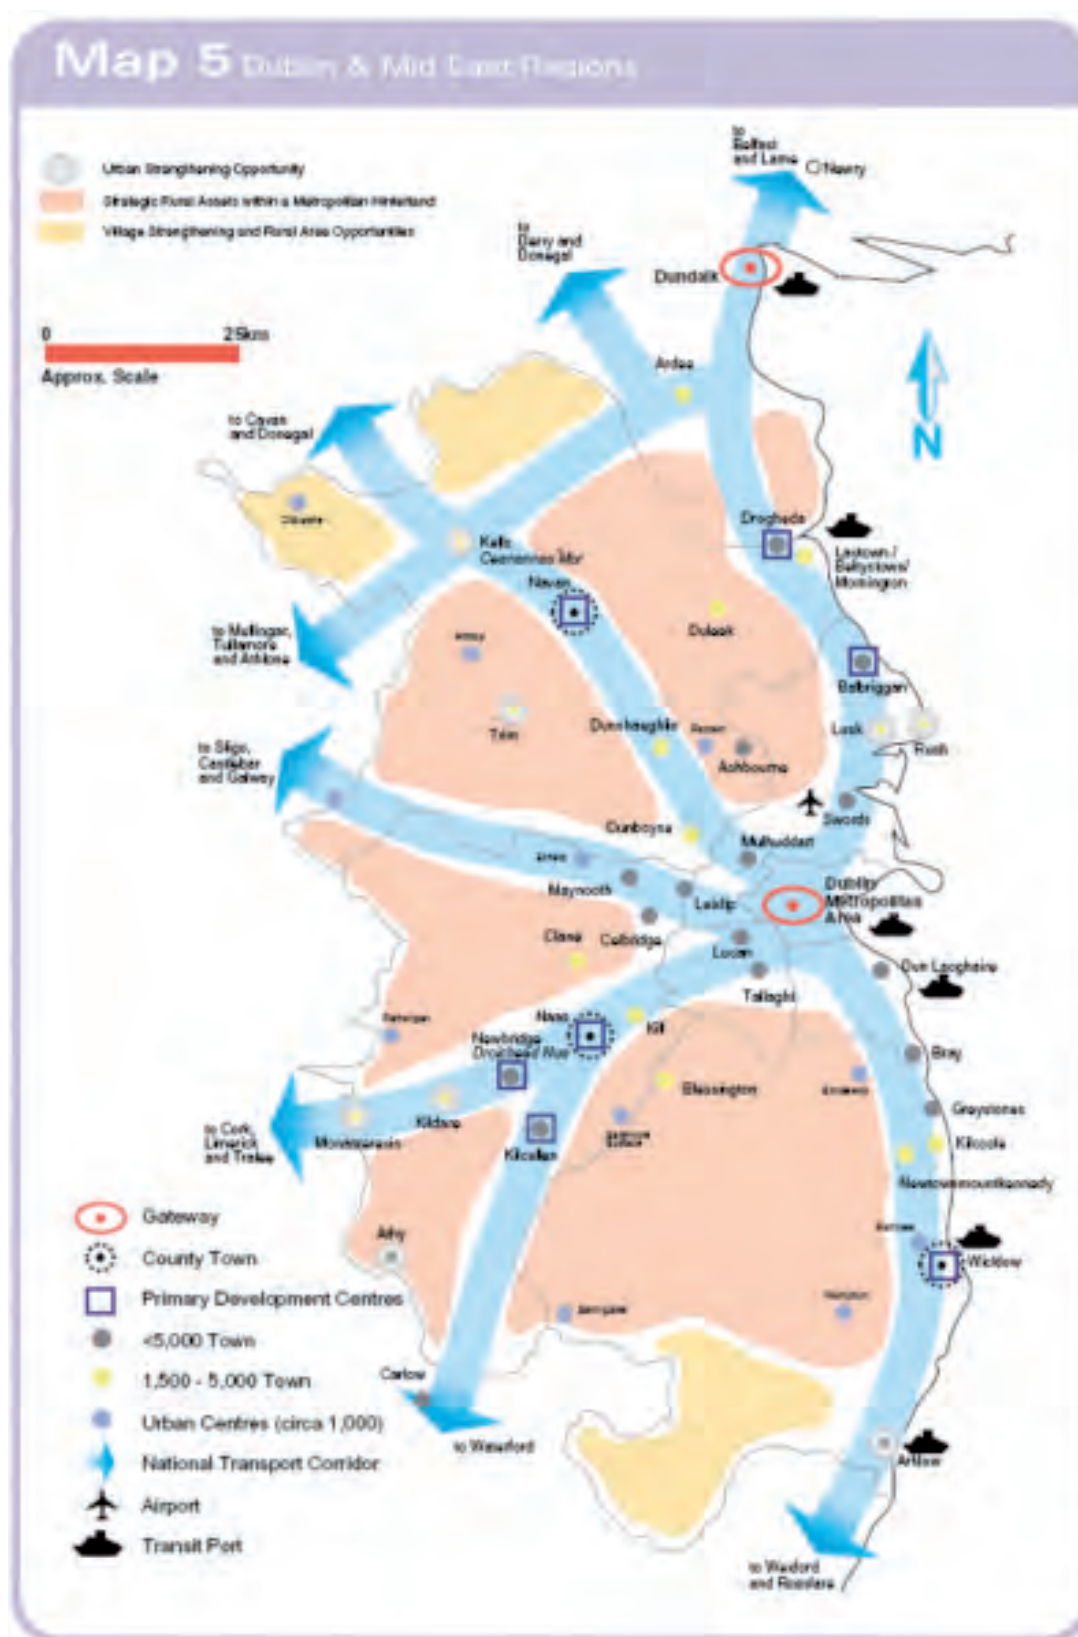 Map 5 Dublin & Mid East Regions
Urban Strengthening Opportunity
Strategic Rural Assets within a Metropolitan Hinterland
Village Strengthening and Rural Area Opportunities
0 25km
Approx. Scale
to
Belfast
and Larne
Newry
to
Derry and
Donegal
Dundalk
Ardee
N
to Cavan
and Donegal
Drogheda
Laytown /
Bettystown/
Mornington
Kells
Ceanannas Mor
Navan
Duleek
to Mullingar,
Tullamore
and Athlone
Balbriggan
Trim
Dunshaughlin
Ashbourne
Lusk
Rush
to Sligo,
Castlebar
and Galway
Swords
Dunboyne
Mulhuddart
Maynooth
Leixlip
Dublin
Metropolitan
Area
Celbridge
Lucan
Clane
Tallaght
Dun Laoghaire
Naas
Kill
Newbridge
Droichead Nua
Bray
Blessington
Greystones
Kildare
Monasterevin
Kilcullen
Kilcoole
to Cork,
Limerick
and Tralee
Newtownmountkennedy
Athy
Wicklow
Carlow
to Waterford
Arklow
to Wexford
and Rosslare
Gateway
County Town
Primary Development Centres
<5,000 Town
1,500 - 5,000 Town
Urban Centres (circa 1,000)
National Transport Corridor
Airport
Transit Port